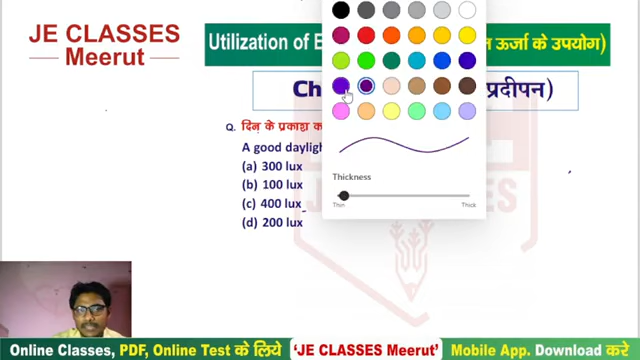 JE CLASSES
Meerut
Utilization of E
न ऊर्जा के उपयोग)
Ch
प्रदीपन)
Q. दिन के प्रकाश क
A good dayligh
(a) 300 lux
(b) 100 lux
(c) 400 lux
(d) 200 lux
Thickness
Thin
Thick
Online Classes, PDF, Online Test के लिये 'JE CLASSES Meerut' Mobile App. Download करे